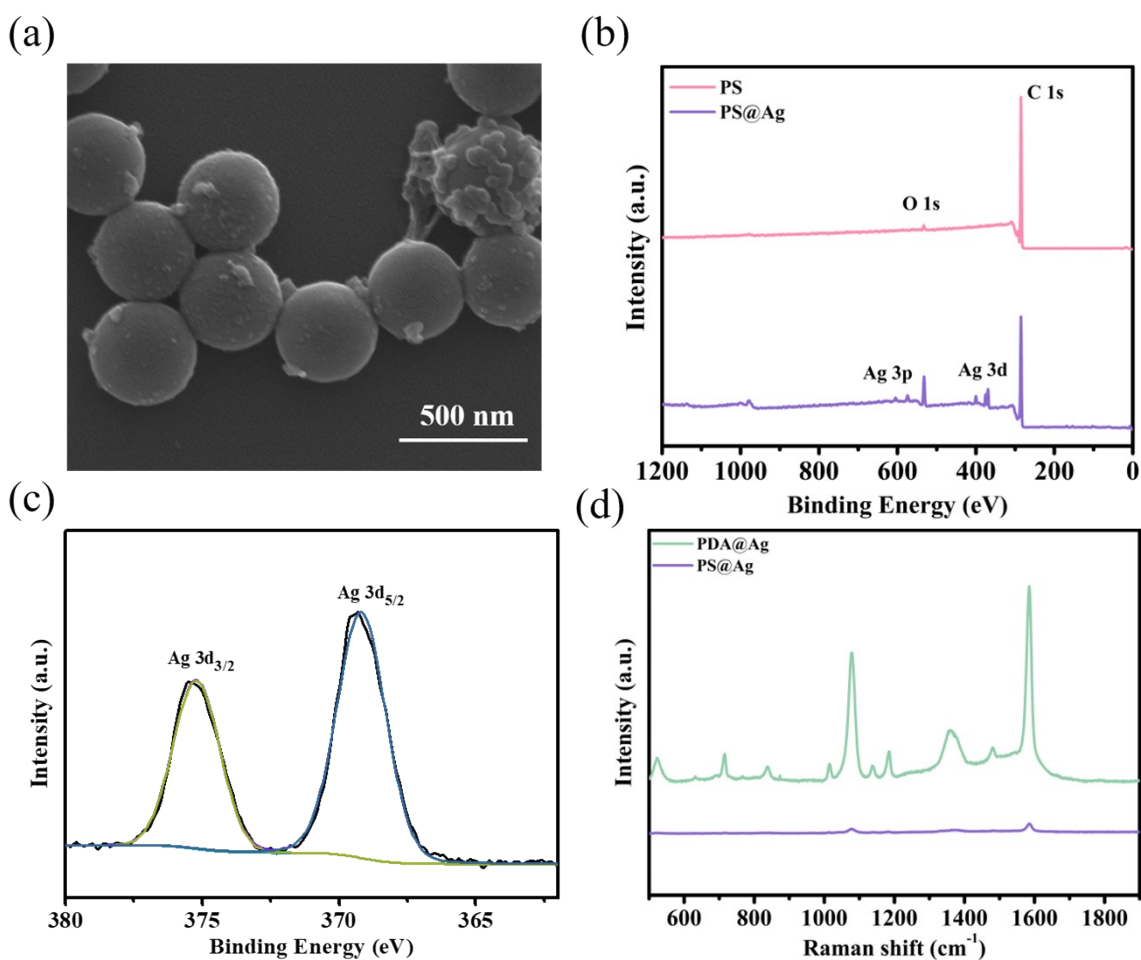 (a)
500 nm
(b)
PS
PS@Ag
C 1s
O 1s
Ag 3p
Ag 3d
Intensity (a.u.)
1200 1000 800 600 400 200 0
Binding Energy (eV)
(c)
Ag 3d5/2
Ag 3d3/2
Intensity (a.u.)
380 375 370 365
Binding Energy (eV)
(d)
PDA@Ag
PS@Ag
Intensity (a.u.)
600 800 1000 1200 1400 1600 1800
Raman shift (cm-1)